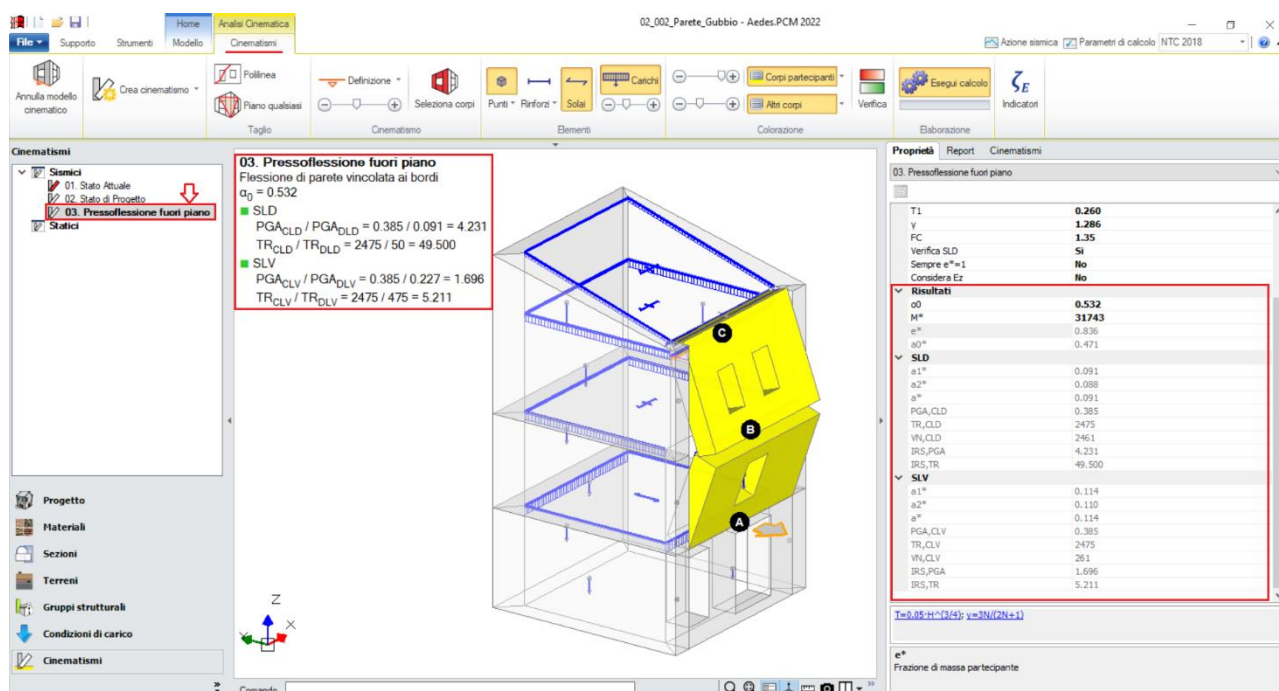 02_002_Parete_Gubbio - Aedes.PCM 2022
Home
Analisi Cinematica
File
Supporto
Strumenti
Modello
Cinematismi
Azione sismica
Parametri di calcolo
NTC 2018
Annulla modello
cinematico
Crea cinematismo
Polilinea
Piano qualsiasi
Taglio
Definizione
Seleziona corpi
Cinematismo
Punti
Rinforzi
Solai
Carichi
Elementi
Corpi partecipanti
Altri corpi
Colorazione
Verifica
Esegui calcolo
Elaborazione
ζE
Indicatori
Cinematismi
Sismici
01. Stato Attuale
02. Stato di Progetto
03. Pressoflessione fuori piano
Statici
Progetto
Materiali
Sezioni
Terreni
Gruppi strutturali
Condizioni di carico
Cinematismi
03. Pressoflessione fuori piano
Flessione di parete vincolata ai bordi
α0 = 0.532
SLD
PGACLD / PGADLD = 0.385 / 0.091 = 4.231
TRCLD / TRDLD = 2475 / 50 = 49.500
SLV
PGACLV / PGADLV = 0.385 / 0.227 = 1.696
TRCLV / TRDLV = 2475 / 475 = 5.211
C
B
A
Z
X
Comando
Proprietà
Report
Cinematismi
03. Pressoflessione fuori piano
T1 0.260
γ 1.286
FC 1.35
Verifica SLD Sì
Sempre e*=1 No
Considera Ez No
Risultati
α0 0.532
M* 31743
e* 0.836
a0* 0.471
SLD
a1* 0.091
a2* 0.088
a* 0.091
PGA,CLD 0.385
TR,CLD 2475
VN,CLD 2461
IRS,PGA 4.231
IRS,TR 49.500
SLV
a1* 0.114
a2* 0.110
a* 0.114
PGA,CLV 0.385
TR,CLV 2475
VN,CLV 261
IRS,PGA 1.696
IRS,TR 5.211
T=0.05·H^(3/4); γ=3N/(2N+1)
e*
Frazione di massa partecipante